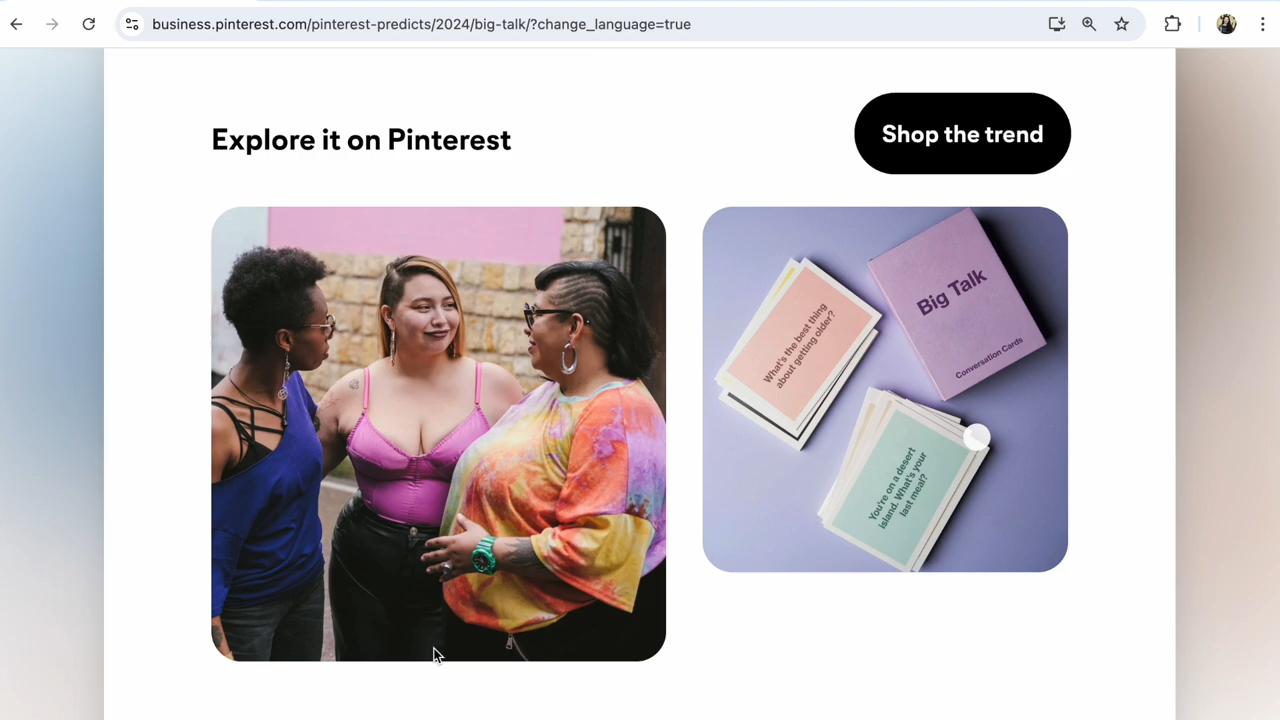 business.pinterest.com/pinterest-predicts/2024/big-talk/?change_language=true
Explore it on Pinterest
Shop the trend
Big Talk
Conversation Cards
What's the best thing
about getting older?
You're on a desert
island. What's your
last meal?